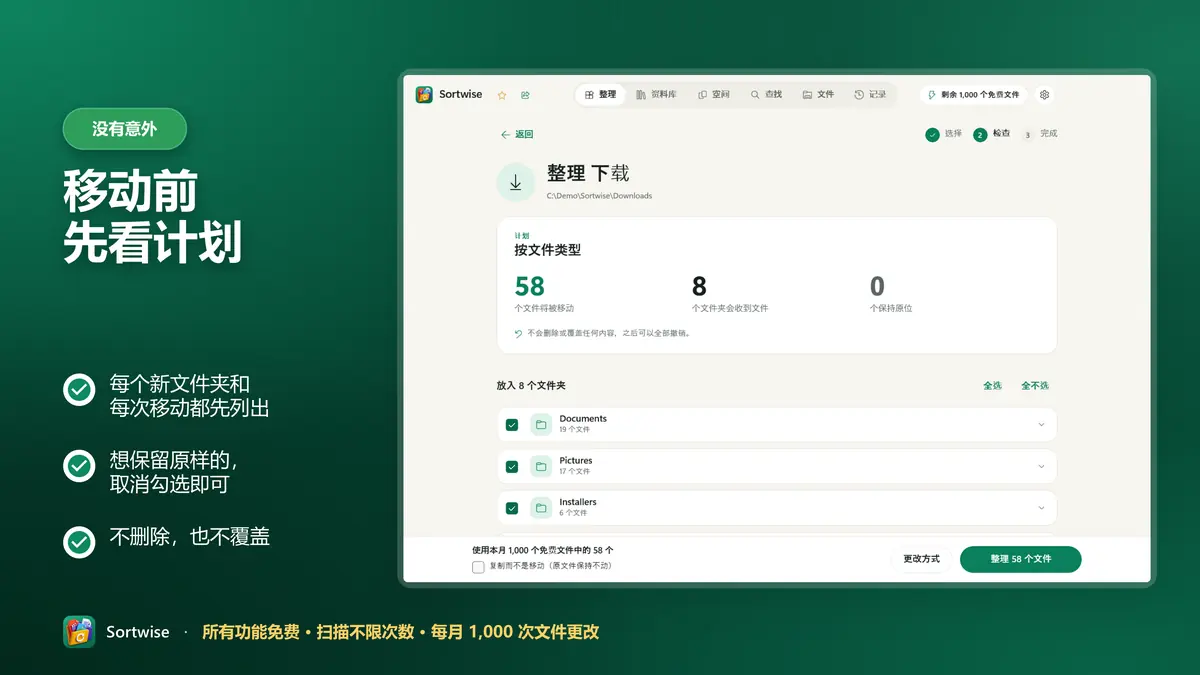 没有意外
移动前
先看计划
每个新文件夹和
每次移动都先列出
想保留原样的，
取消勾选即可
不删除，也不覆盖
Sortwise · 所有功能免费 • 扫描不限次数 • 每月 1,000 次文件更改
Sortwise
整理
资料库
空间
查找
文件
记录
剩余 1,000 个免费文件
返回
选择
2 检查
3 完成
整理 下载
C:\Demo\Sortwise\Downloads
计划
按文件类型
58
个文件将被移动
8
个文件夹会收到文件
0
个保持原位
不会删除或覆盖任何内容，之后可以全部撤销。
放入 8 个文件夹
全选
全不选
Documents
19 个文件
Pictures
17 个文件
Installers
6 个文件
使用本月 1,000 个免费文件中的 58 个
复制而不是移动（原文件保持不动）
更改方式
整理 58 个文件